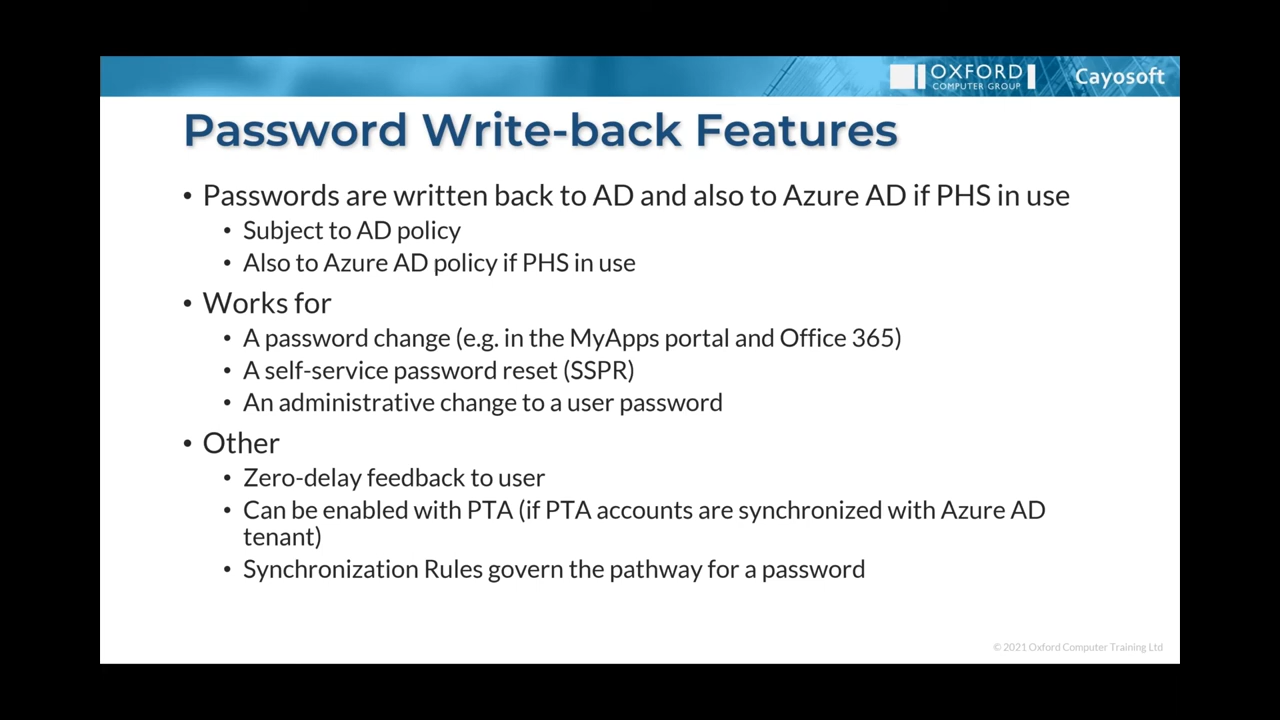 OXFORD
COMPUTER GROUP
Cayosoft
Password Write-back Features
• Passwords are written back to AD and also to Azure AD if PHS in use
• Subject to AD policy
• Also to Azure AD policy if PHS in use
• Works for
• A password change (e.g. in the MyApps portal and Office 365)
• A self-service password reset (SSPR)
• An administrative change to a user password
• Other
• Zero-delay feedback to user
• Can be enabled with PTA (if PTA accounts are synchronized with Azure AD
tenant)
• Synchronization Rules govern the pathway for a password
© 2021 Oxford Computer Training Ltd